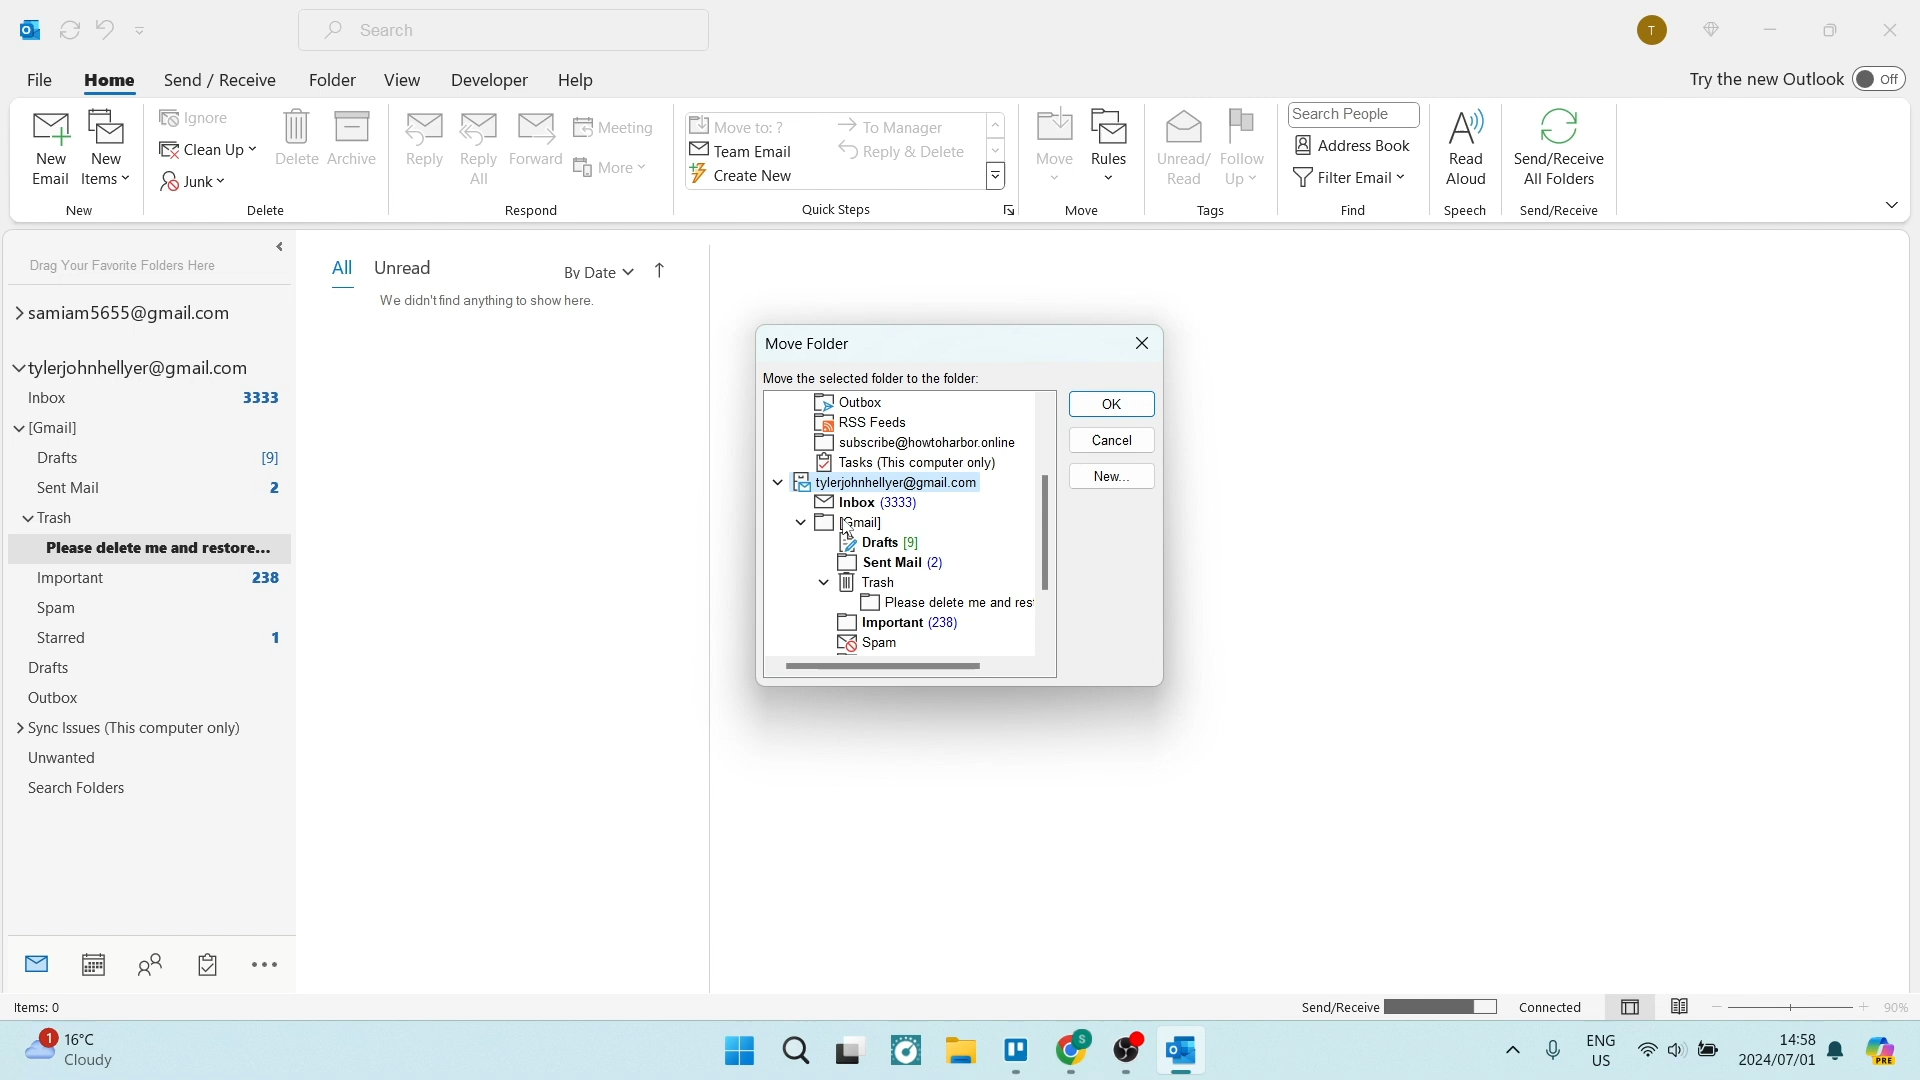 Search
T
File Home Send / Receive Folder View Developer Help
Try the new Outlook Off
New Email
New Items
New
Ignore
Clean Up
Junk
Delete
Archive
Delete
Reply
Reply All
Forward
Meeting
More
Respond
Move to: ?
Team Email
Create New
To Manager
Reply & Delete
Quick Steps
Move
Rules
Move
Unread/ Read
Follow Up
Tags
Search People
Address Book
Filter Email
Find
Read Aloud
Speech
Send/Receive All Folders
Send/Receive
Drag Your Favorite Folders Here
samiam5655@gmail.com
tylerjohnhellyer@gmail.com
Inbox 3333
[Gmail]
Drafts [9]
Sent Mail 2
Trash
Please delete me and restore...
Important 238
Spam
Starred 1
Drafts
Outbox
Sync Issues (This computer only)
Unwanted
Search Folders
All Unread By Date
We didn't find anything to show here.
Move Folder
Move the selected folder to the folder:
Outbox
RSS Feeds
subscribe@howtoharbor.online
Tasks (This computer only)
tylerjohnhellyer@gmail.com
Inbox (3333)
[Gmail]
Drafts [9]
Sent Mail (2)
Trash
Please delete me and rest
Important (238)
Spam
OK
Cancel
New...
Items: 0
Send/Receive
Connected
90%
1
16°C
Cloudy
S
ENG
US
14:58
2024/07/01
PRE